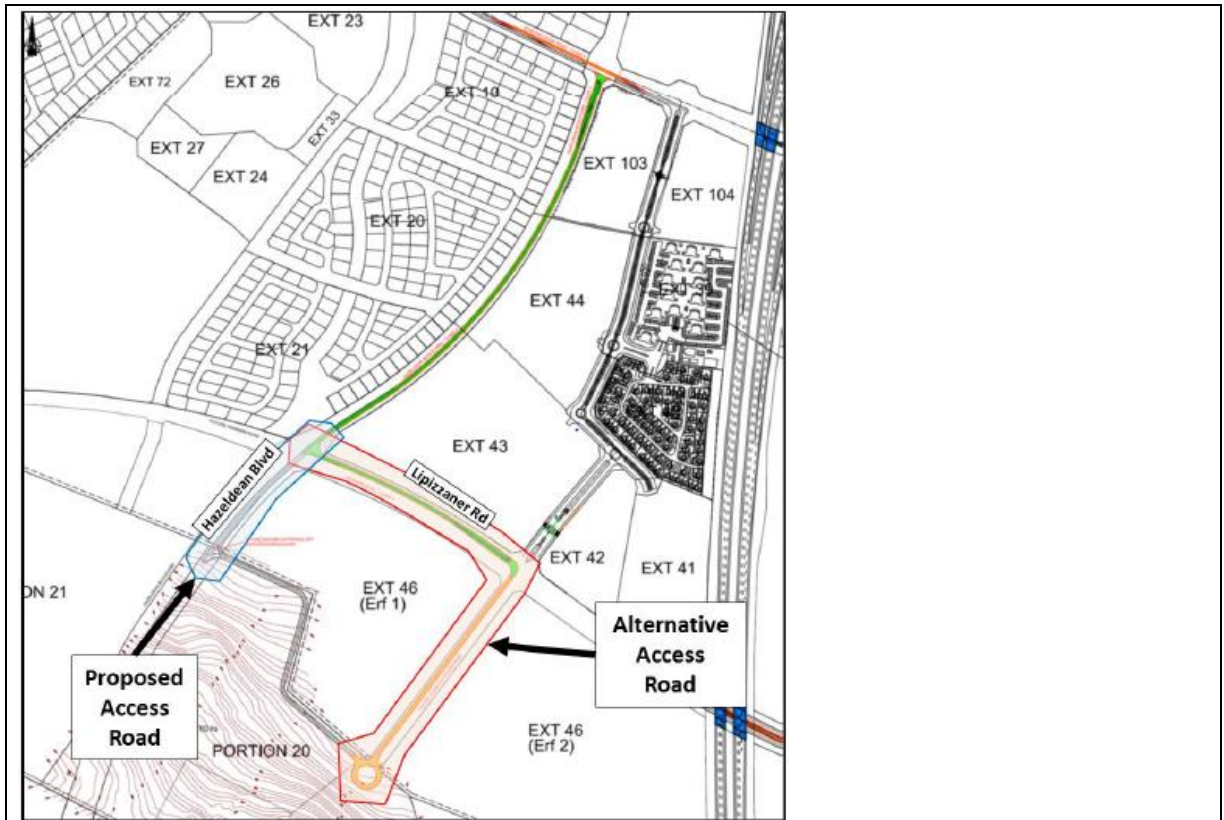 EXT 23
EXT 72
EXT 26
EXT 10
EXT 33
EXT 27
EXT 24
EXT 103
EXT 104
EXT 20
EXT 44
EXT 21
EXT 43
Hazeldean Blvd
Lipizzaner Rd
EXT 42
EXT 41
ON 21
EXT 46
(Erf 1)
Alternative
Access
Road
Proposed
Access
Road
PORTION 20
EXT 46
(Erf 2)